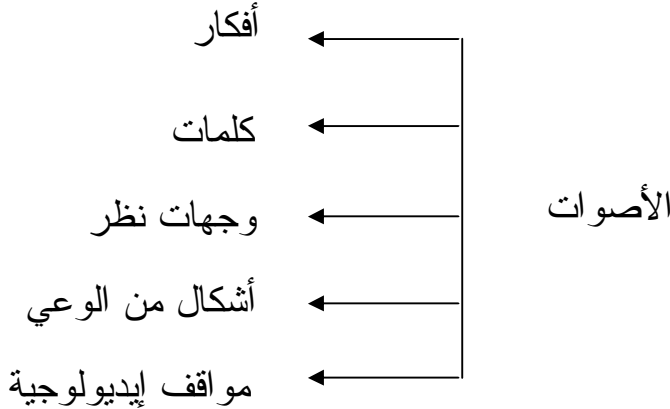 أفكار
كلمات
الأصوات
وجهات نظر
أشكال من الوعي
مواقف إيديولوجية